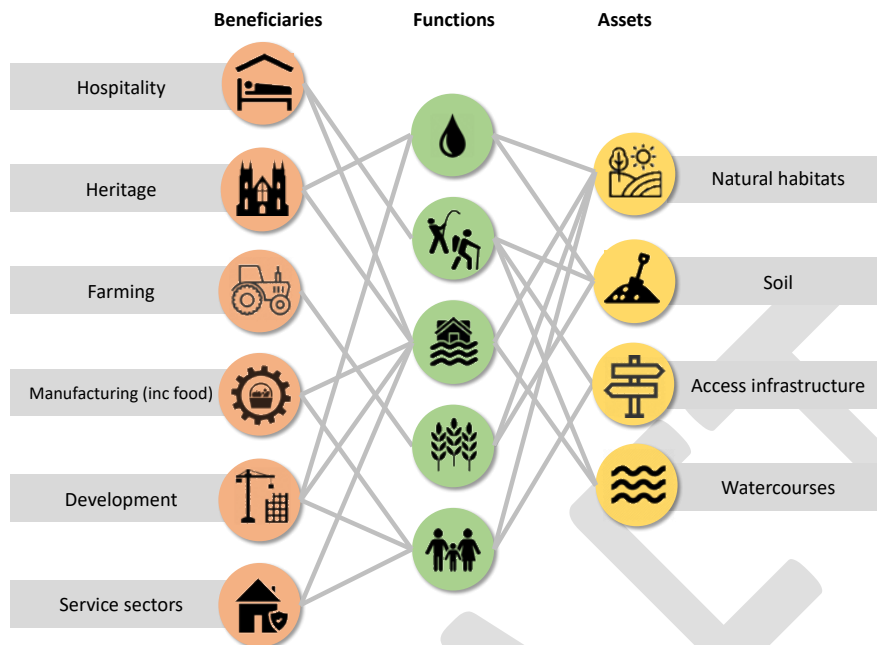 Beneficiaries Functions Assets
Hospitality
Heritage
Natural habitats
Farming
Soil
Manufacturing (inc food)
Access infrastructure
Development
Watercourses
Service sectors